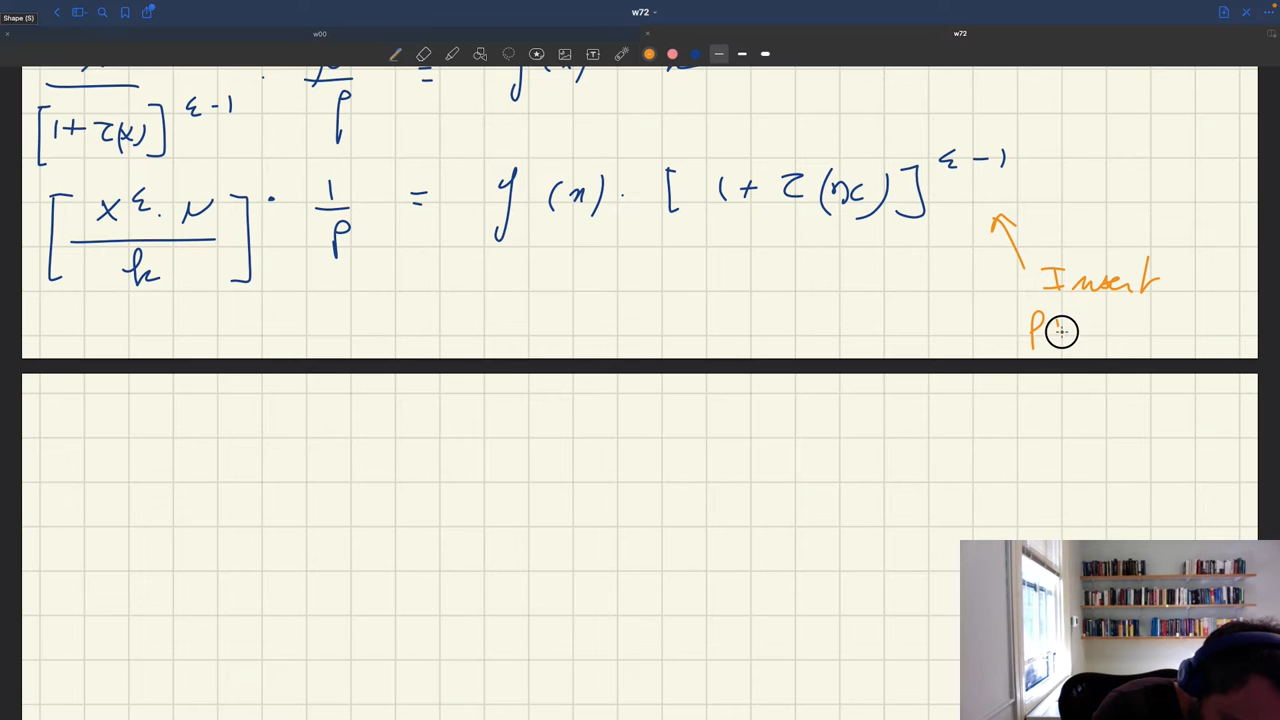 Shape (S)
w72
w00
w72
[1 + τ(x)]^{ε-1} · / P = y(x)
[X^ε · μ / k] · 1/P = y(x) · [1 + τ(x)]^{ε-1}
Insert
P